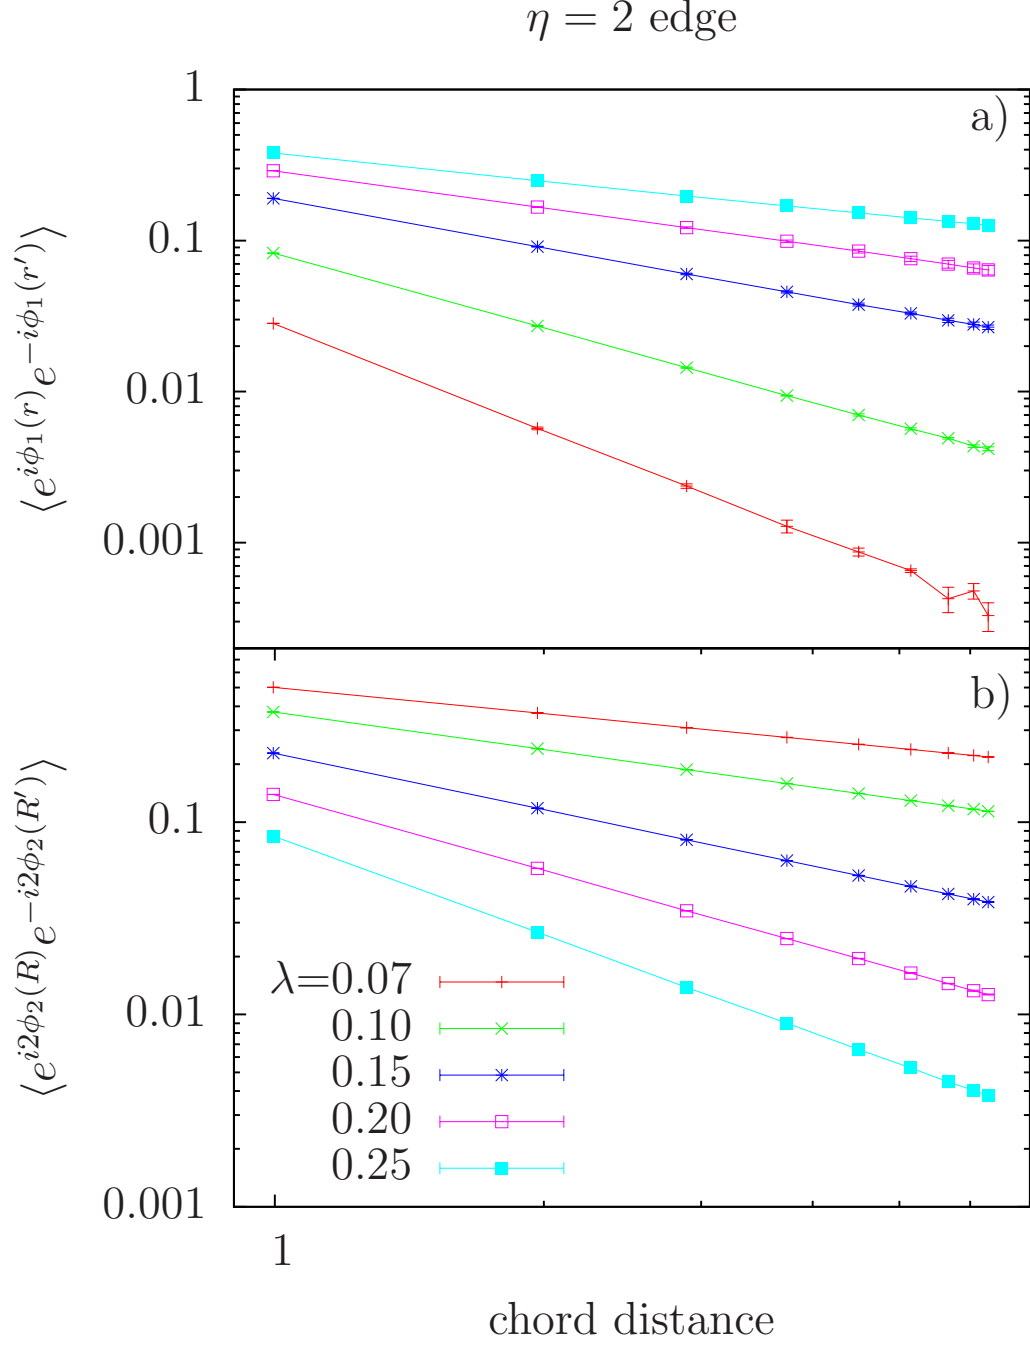 η = 2 edge
a)
1
0.1
0.01
0.001
⟨e^{iϕ_1(r)}e^{−iϕ_1(r′)}⟩
b)
0.1
0.01
0.001
⟨e^{i2ϕ_2(R)}e^{−i2ϕ_2(R′)}⟩
λ=0.07
0.10
0.15
0.20
0.25
1
chord distance